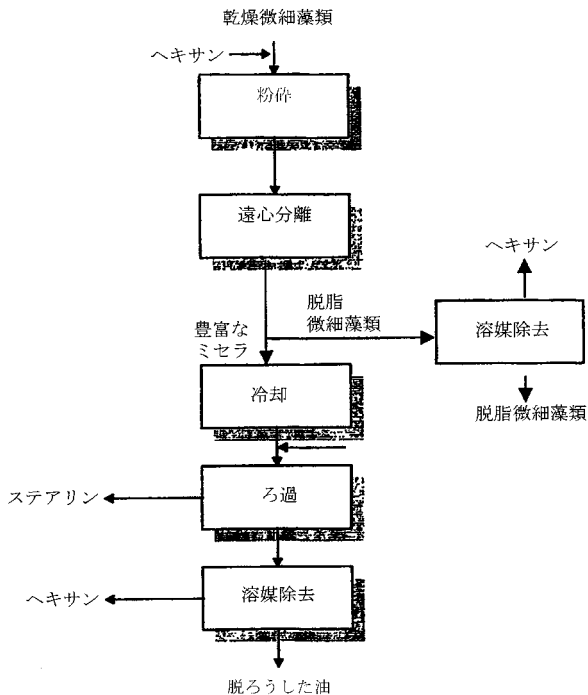 乾燥微細藻類
ヘキサン
粉砕
遠心分離
ヘキサン
脱脂
微細藻類
溶媒除去
豊富な
ミセラ
冷却
脱脂微細藻類
ステアリン
ろ過
ヘキサン
溶媒除去
脱ろうした油